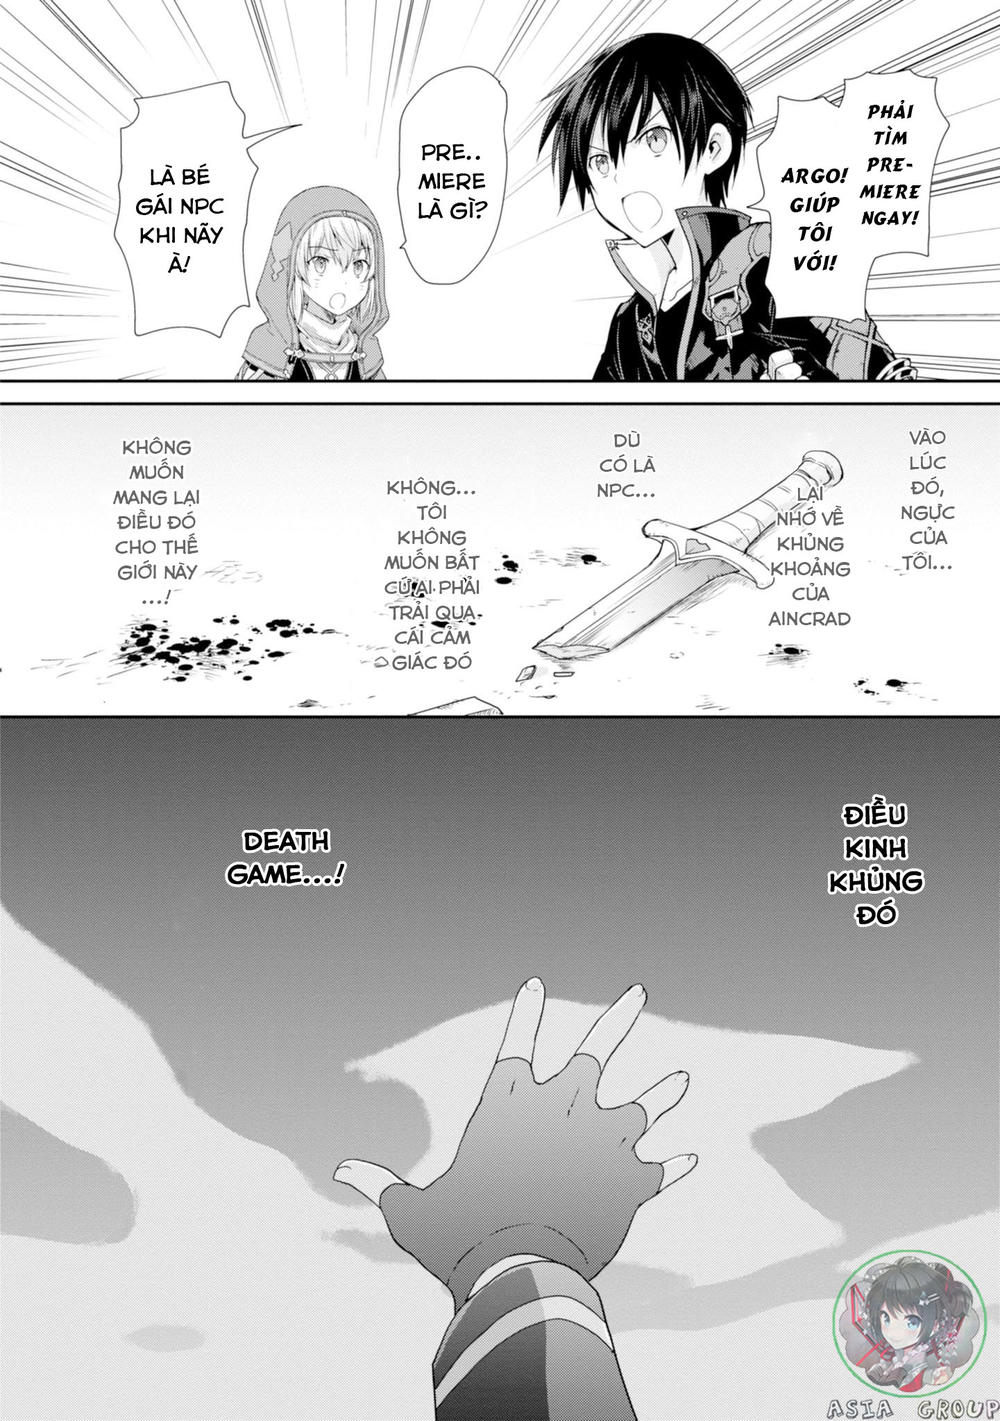 PHẢI
TÌM
PRE-
MIERE
NGAY!
ARGO!
GIÚP
TÔI
VỚI!
PRE..
MIERE
LÀ GÌ?
LÀ BÉ
GÁI NPC
KHI NÃY
À!
VÀO
LÚC
ĐÓ,
NGỰC
CỦA
TÔI...
LẠI
NHỚ VỀ
KHỦNG
KHOẢNG
CỦA
AINCRAD
DÙ
CÓ LÀ
NPC...
KHÔNG...
TÔI
KHÔNG
MUỐN BẤT
CỨ AI PHẢI
TRẢI QUA
CÁI CẢM
GIÁC ĐÓ
KHÔNG
MUỐN
MANG LẠI
ĐIỀU ĐÓ
CHO THẾ
GIỚI NÀY
...!
ĐIỀU
KINH
KHỦNG
ĐÓ
DEATH
GAME...!
ASIA GROUP